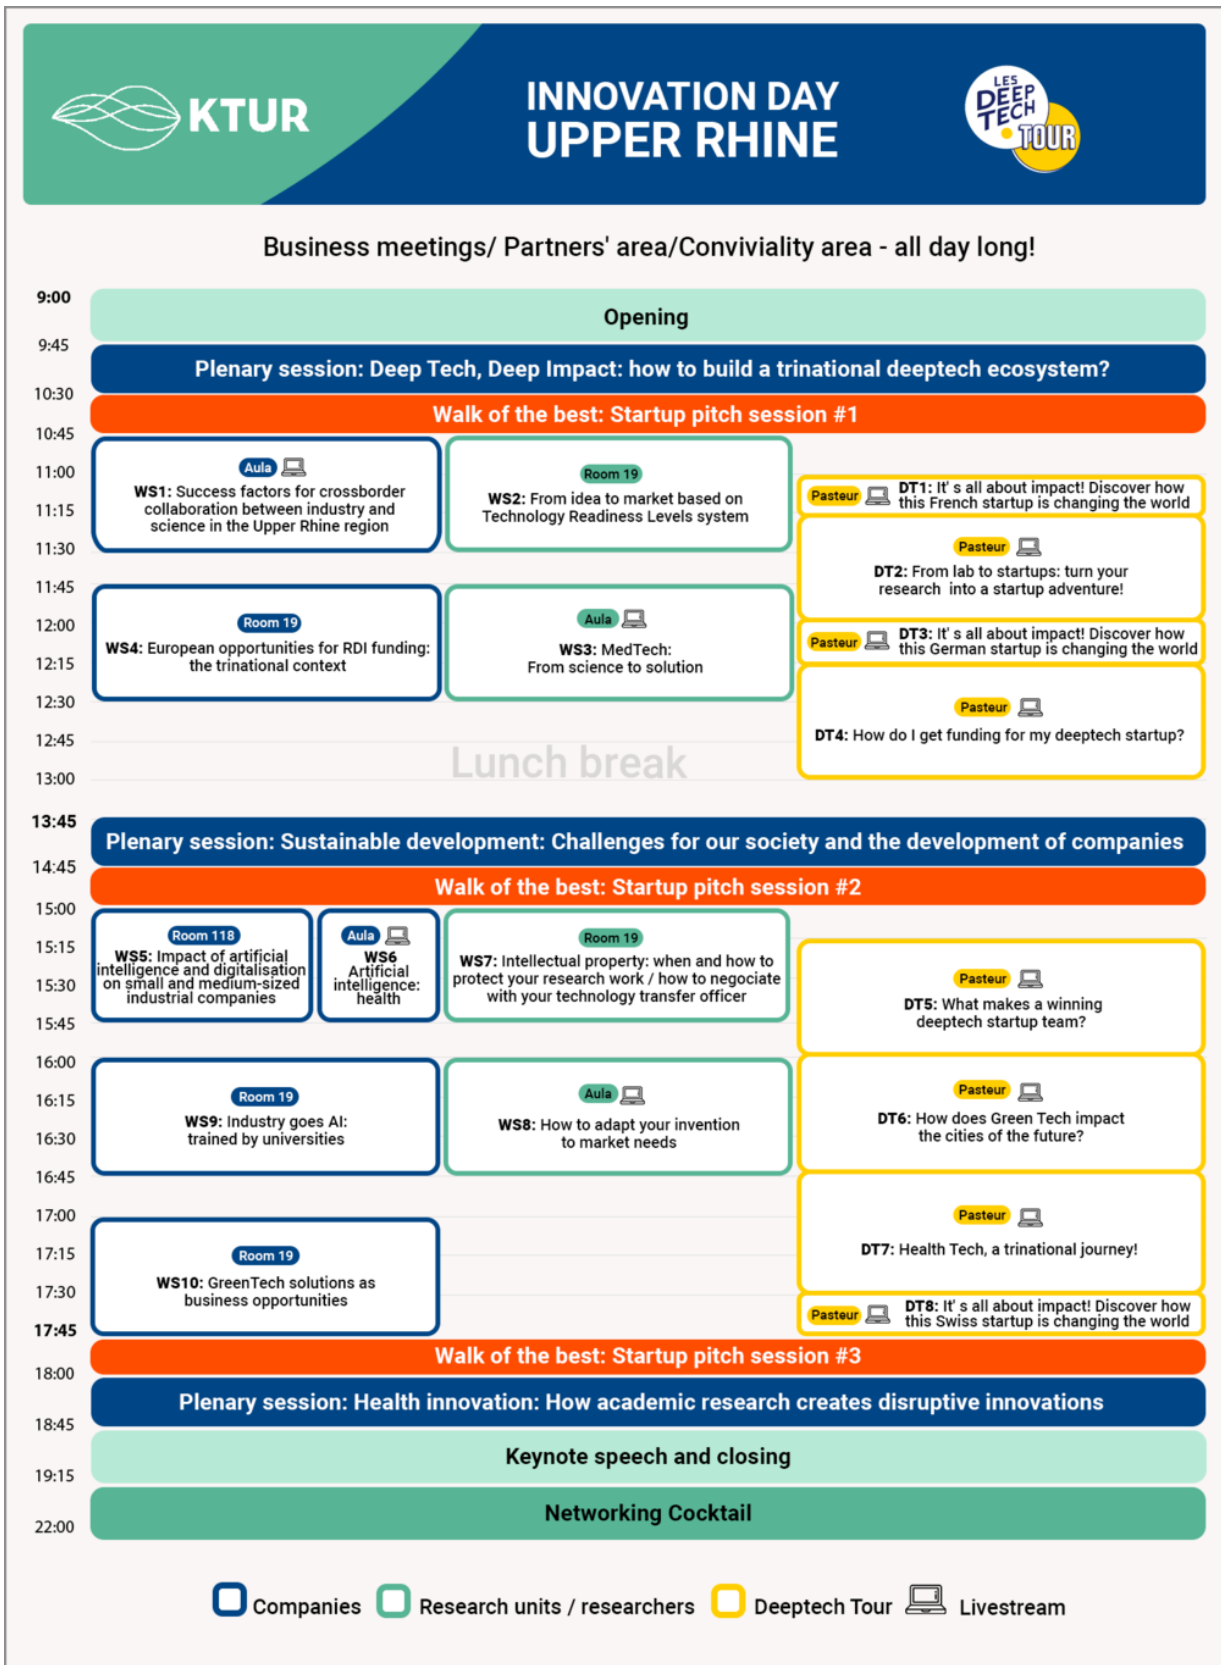 KTUR
INNOVATION DAY
UPPER RHINE
LES
DEEP
TECH
TOUR
Business meetings/ Partners' area/Conviviality area - all day long!
9:00
Opening
9:45
Plenary session: Deep Tech, Deep Impact: how to build a trinational deeptech ecosystem?
10:30
Walk of the best: Startup pitch session #1
10:45
Aula
WS1: Success factors for crossborder
collaboration between industry and
science in the Upper Rhine region
Room 19
WS2: From idea to market based on
Technology Readiness Levels system
11:00
Pasteur
DT1: It' s all about impact! Discover how
this French startup is changing the world
11:15
Pasteur
DT2: From lab to startups: turn your
research into a startup adventure!
11:30
11:45
Room 19
WS4: European opportunities for RDI funding:
the trinational context
Aula
WS3: MedTech:
From science to solution
12:00
Pasteur
DT3: It' s all about impact! Discover how
this German startup is changing the world
12:15
Pasteur
DT4: How do I get funding for my deeptech startup?
12:30
12:45
Lunch break
13:00
13:45
Plenary session: Sustainable development: Challenges for our society and the development of companies
14:45
Walk of the best: Startup pitch session #2
15:00
Room 118
WS5: Impact of artificial
intelligence and digitalisation
on small and medium-sized
industrial companies
Aula
WS6
Artificial
intelligence:
health
Room 19
WS7: Intellectual property: when and how to
protect your research work / how to negotiate
with your technology transfer officer
15:15
Pasteur
DT5: What makes a winning
deeptech startup team?
15:30
15:45
16:00
Room 19
WS9: Industry goes AI:
trained by universities
Aula
WS8: How to adapt your invention
to market needs
Pasteur
DT6: How does Green Tech impact
the cities of the future?
16:15
16:30
16:45
Pasteur
DT7: Health Tech, a trinational journey!
17:00
Room 19
WS10: GreenTech solutions as
business opportunities
17:15
17:30
Pasteur
DT8: It' s all about impact! Discover how
this Swiss startup is changing the world
17:45
Walk of the best: Startup pitch session #3
18:00
Plenary session: Health innovation: How academic research creates disruptive innovations
18:45
Keynote speech and closing
19:15
Networking Cocktail
22:00
Companies
Research units / researchers
Deeptech Tour
Livestream